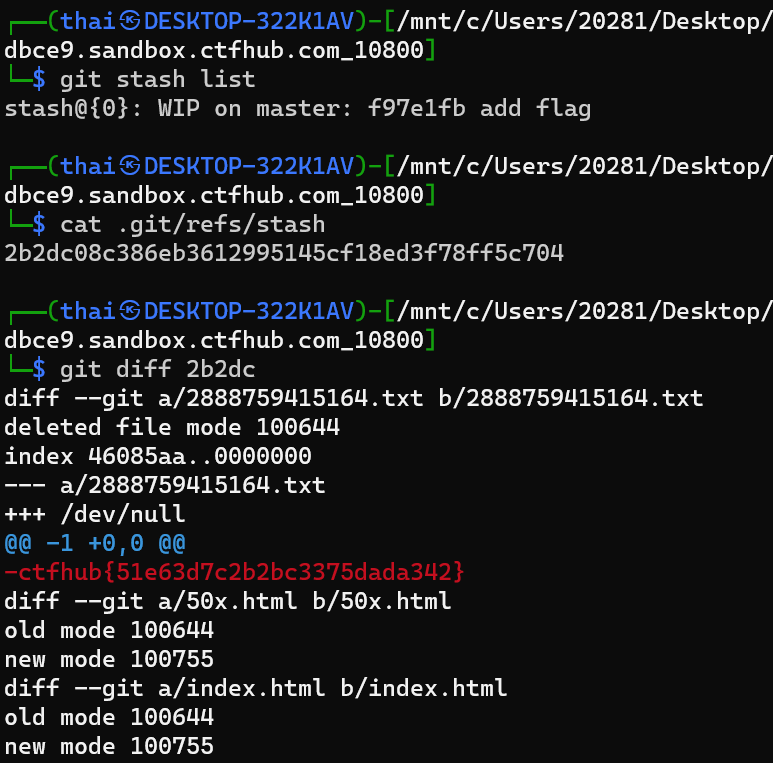 ┌──(thai㉿DESKTOP-322K1AV)-[/mnt/c/Users/20281/Desktop/
dbce9.sandbox.ctfhub.com_10800]
└─$ git stash list
stash@{0}: WIP on master: f97e1fb add flag
┌──(thai㉿DESKTOP-322K1AV)-[/mnt/c/Users/20281/Desktop/
dbce9.sandbox.ctfhub.com_10800]
└─$ cat .git/refs/stash
2b2dc08c386eb3612995145cf18ed3f78ff5c704
┌──(thai㉿DESKTOP-322K1AV)-[/mnt/c/Users/20281/Desktop/
dbce9.sandbox.ctfhub.com_10800]
└─$ git diff 2b2dc
diff --git a/2888759415164.txt b/2888759415164.txt
deleted file mode 100644
index 46085aa..0000000
--- a/2888759415164.txt
+++ /dev/null
@@ -1 +0,0 @@
-ctfhub{51e63d7c2b2bc3375dada342}
diff --git a/50x.html b/50x.html
old mode 100644
new mode 100755
diff --git a/index.html b/index.html
old mode 100644
new mode 100755